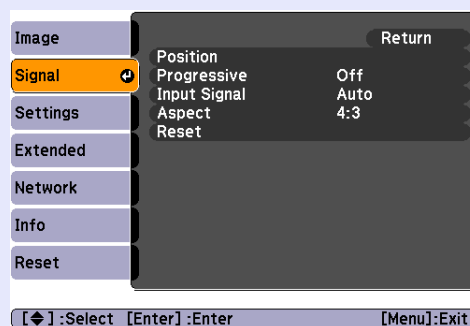 Image
Signal
Settings
Extended
Network
Info
Reset
Return
Position
Progressive Off
Input Signal Auto
Aspect 4:3
Reset
[◆] :Select [Enter] :Enter [Menu]:Exit